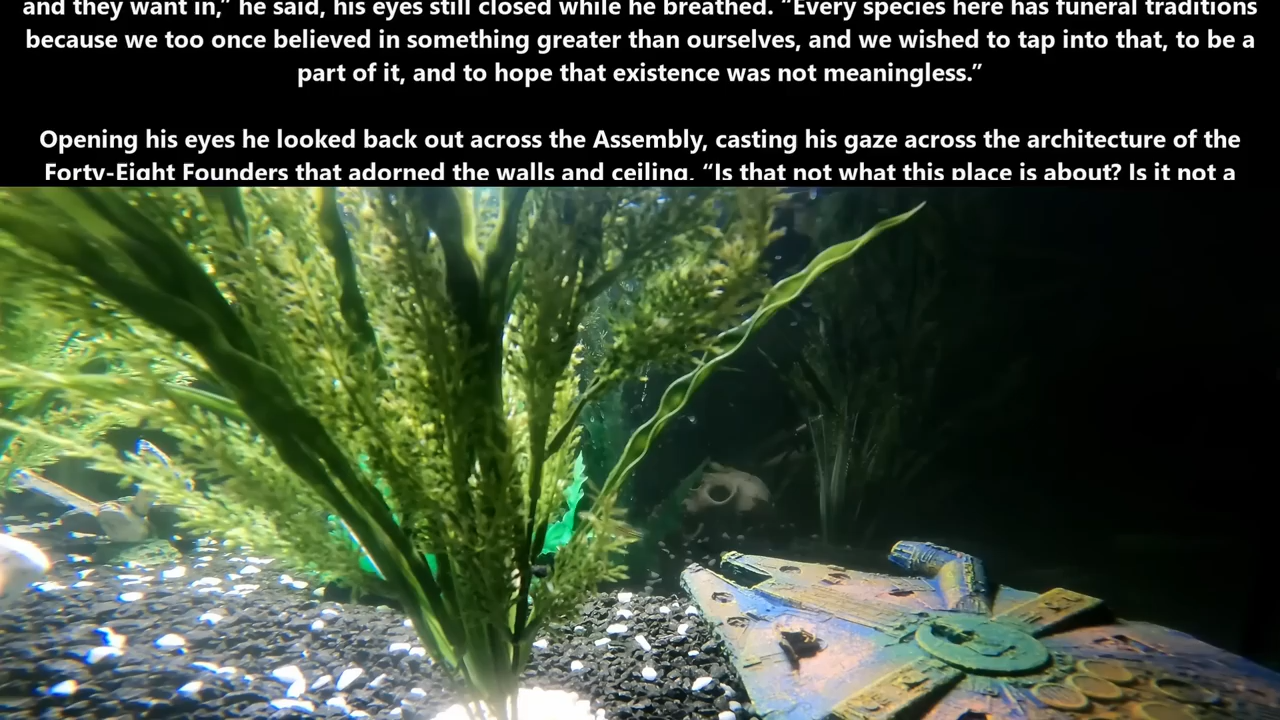 and they want in,” he said, his eyes still closed while he breathed. “Every species here has funeral traditions
because we too once believed in something greater than ourselves, and we wished to tap into that, to be a
part of it, and to hope that existence was not meaningless.”
Opening his eyes he looked back out across the Assembly, casting his gaze across the architecture of the
Forty-Eight Founders that adorned the walls and ceiling. “Is that not what this place is about? Is it not a